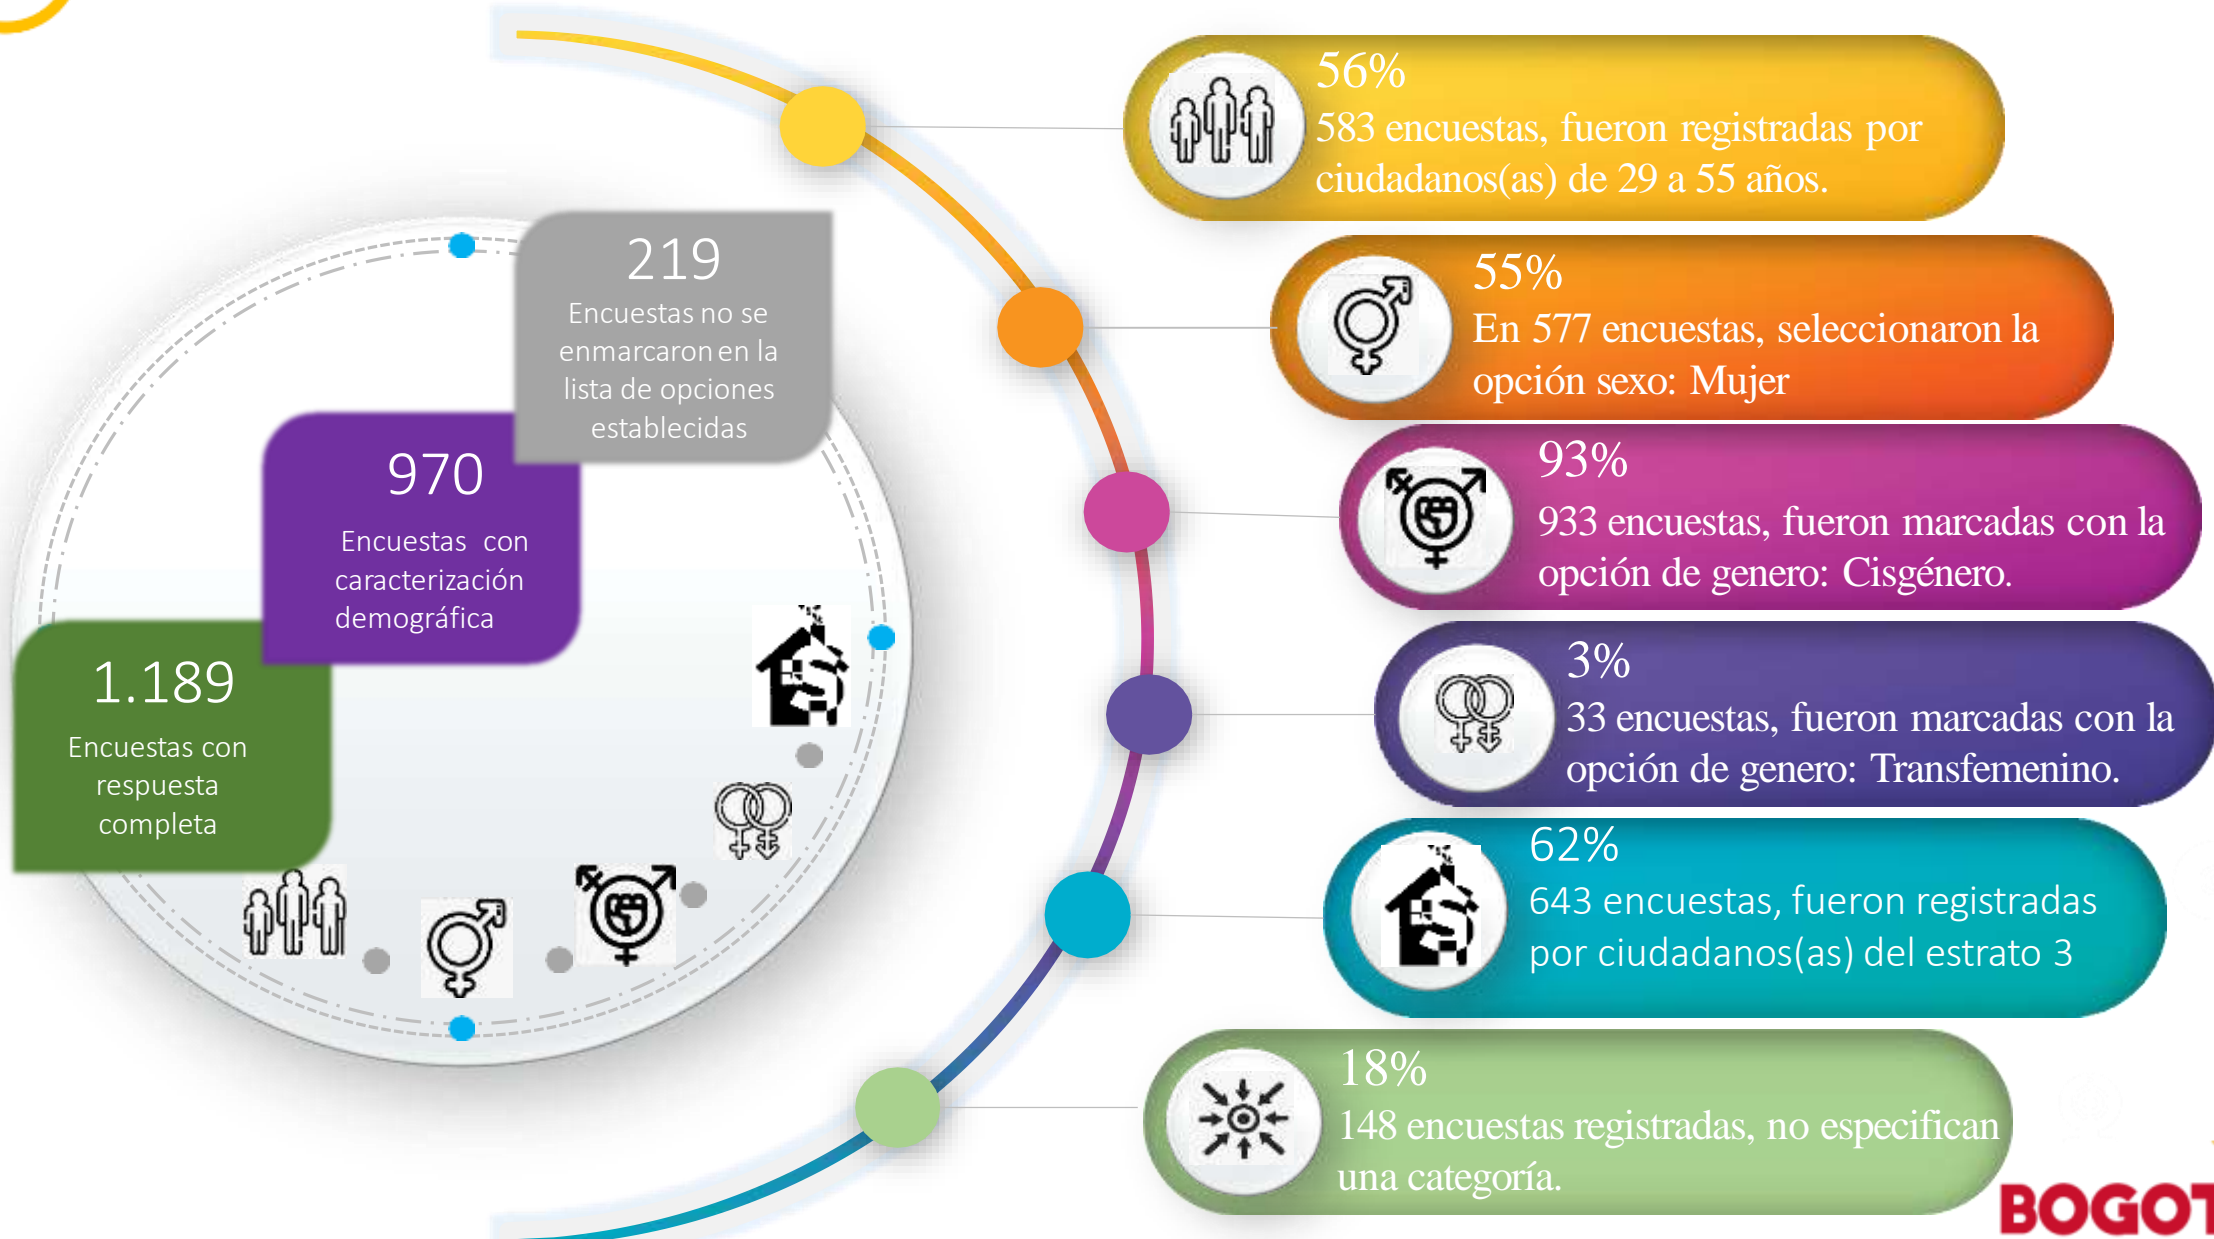 219
Encuestas no se
enmarcaron en la
lista de opciones
establecidas
970
Encuestas con
caracterización
demográfica
1.189
Encuestas con
respuesta
completa
56%
583 encuestas, fueron registradas por
ciudadanos(as) de 29 a 55 años.
55%
En 577 encuestas, seleccionaron la
opción sexo: Mujer
93%
933 encuestas, fueron marcadas con la
opción de genero: Cisgénero.
3%
33 encuestas, fueron marcadas con la
opción de genero: Transfemenino.
62%
643 encuestas, fueron registradas
por ciudadanos(as) del estrato 3
18%
148 encuestas registradas, no especifican
una categoría.
BOGOT